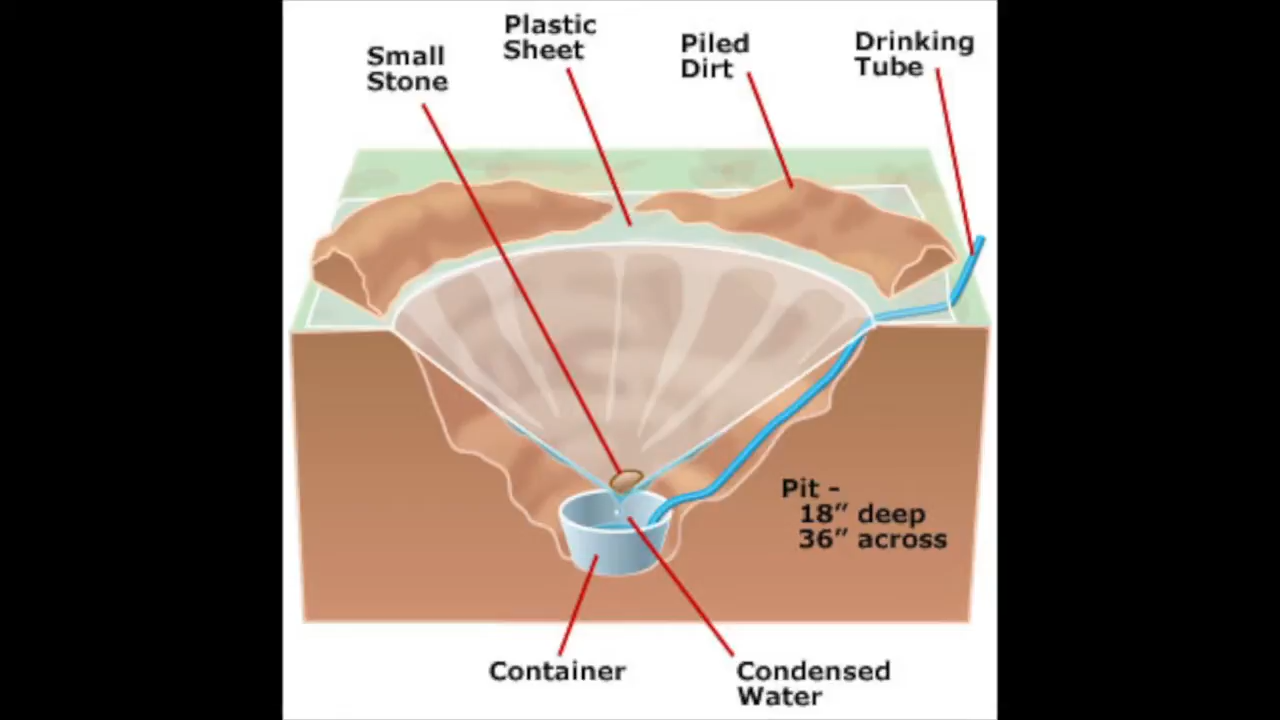 Small
Stone
Plastic
Sheet
Piled
Dirt
Drinking
Tube
Pit -
18” deep
36” across
Container
Condensed
Water